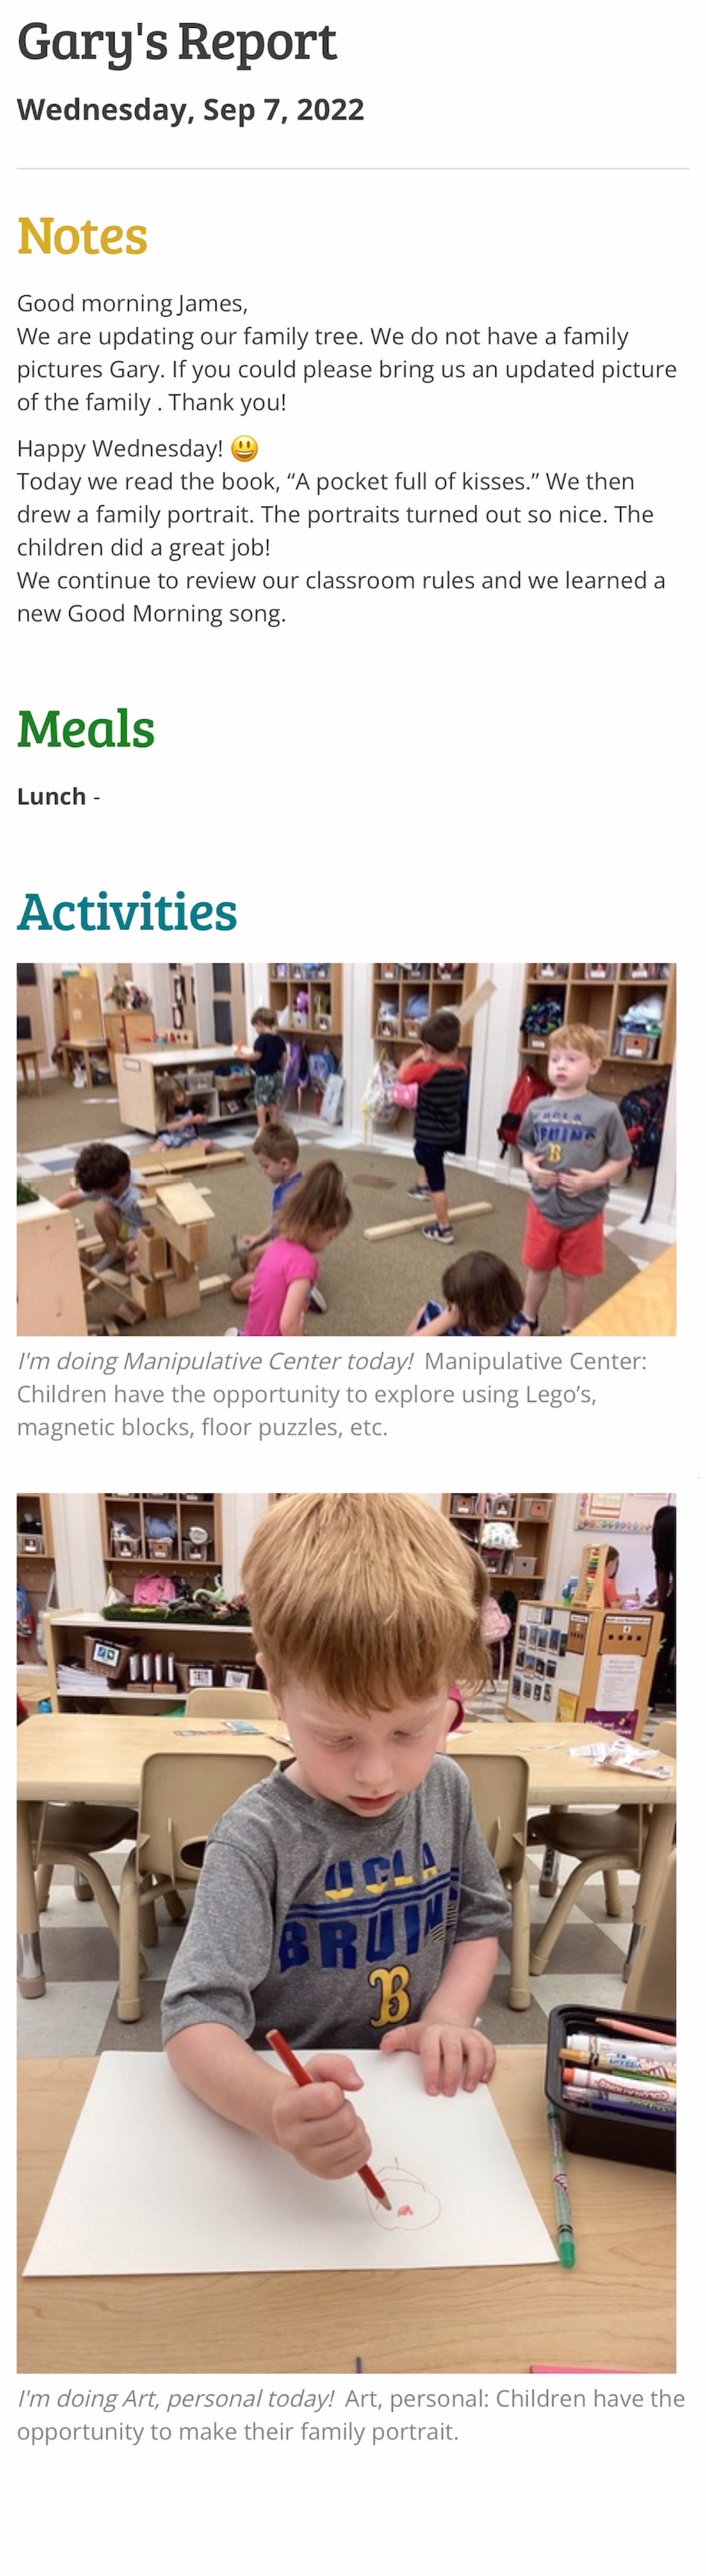 Gary's Report
Wednesday, Sep 7, 2022
Notes
Good morning James,
We are updating our family tree. We do not have a family
pictures Gary. If you could please bring us an updated picture
of the family . Thank you!
Happy Wednesday! 😃
Today we read the book, “A pocket full of kisses.” We then
drew a family portrait. The portraits turned out so nice. The
children did a great job!
We continue to review our classroom rules and we learned a
new Good Morning song.
Meals
Lunch -
Activities
UCLA
BRUINS
B
I'm doing Manipulative Center today! Manipulative Center:
Children have the opportunity to explore using Lego’s,
magnetic blocks, floor puzzles, etc.
UCLA
BRUIN
B
I'm doing Art, personal today! Art, personal: Children have the
opportunity to make their family portrait.